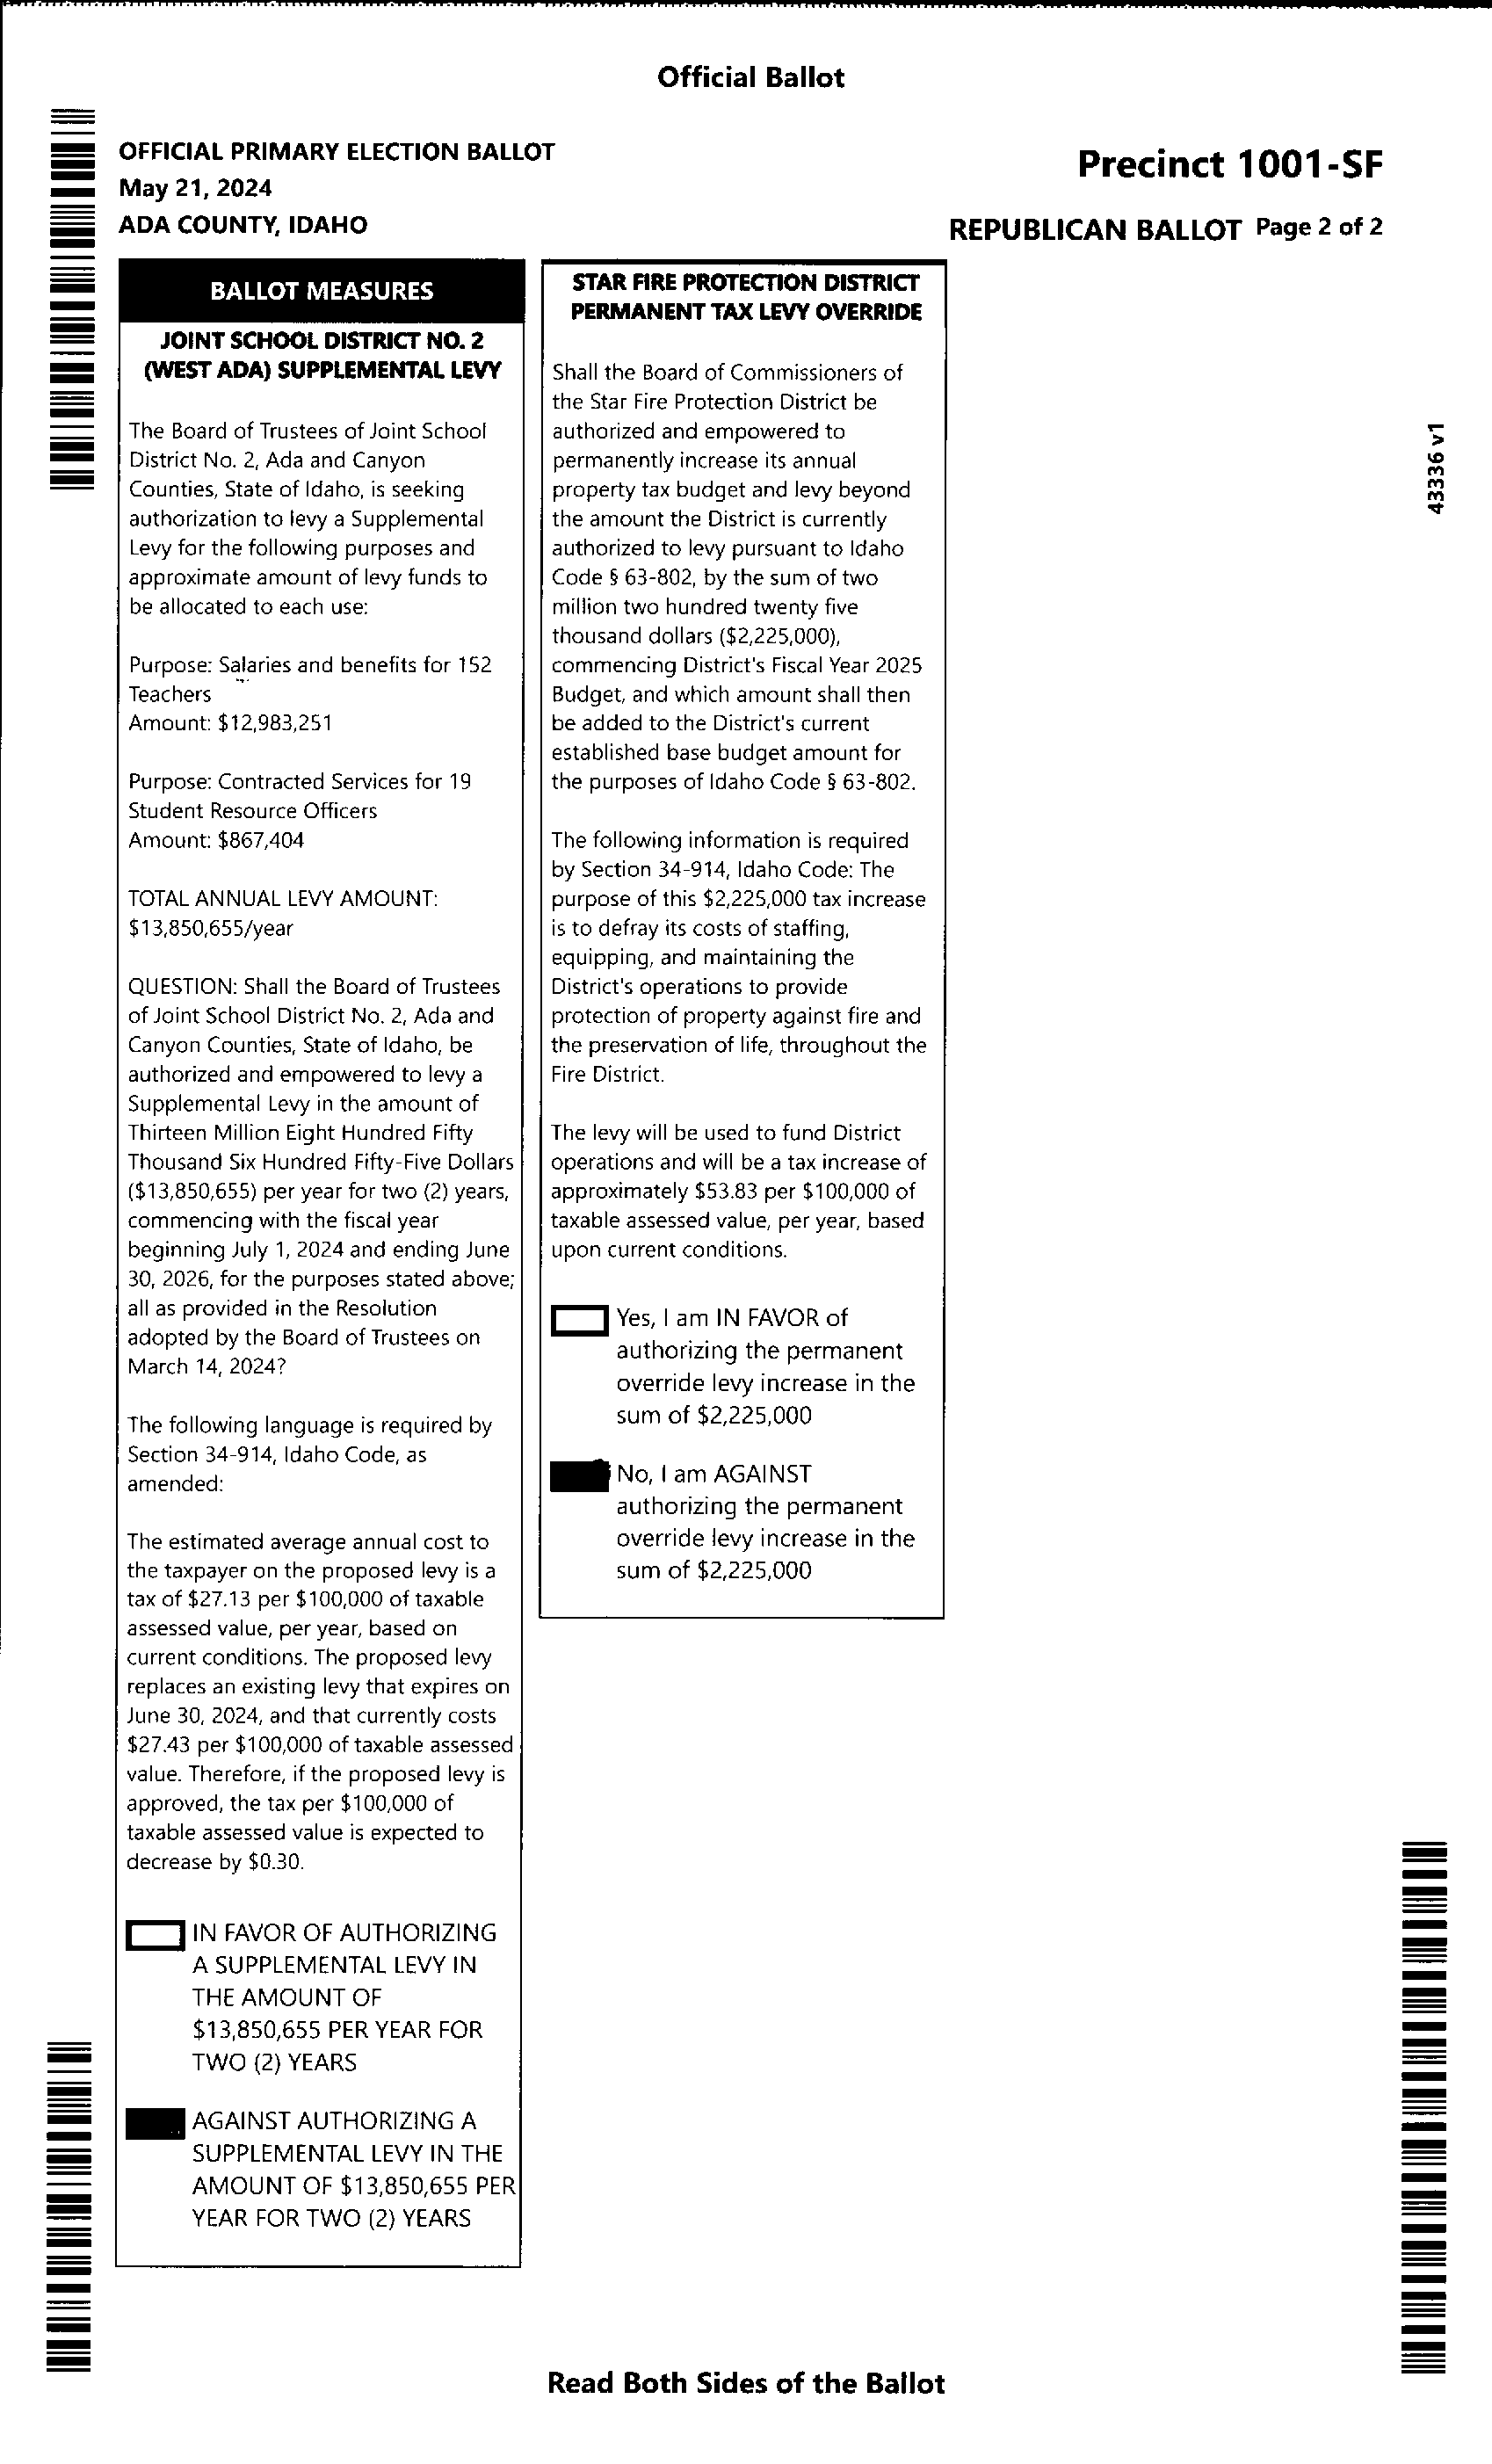 Official Ballot
OFFICIAL PRIMARY ELECTION BALLOT
May 21, 2024
ADA COUNTY, IDAHO
Precinct 1001-SF
REPUBLICAN BALLOT Page 2 of 2
BALLOT MEASURES
JOINT SCHOOL DISTRICT NO. 2
(WEST ADA) SUPPLEMENTAL LEVY
The Board of Trustees of Joint School
District No. 2, Ada and Canyon
Counties, State of Idaho, is seeking
authorization to levy a Supplemental
Levy for the following purposes and
approximate amount of levy funds to
be allocated to each use:
Purpose: Salaries and benefits for 152
Teachers
Amount: $12,983,251
Purpose: Contracted Services for 19
Student Resource Officers
Amount: $867,404
TOTAL ANNUAL LEVY AMOUNT:
$13,850,655/year
QUESTION: Shall the Board of Trustees
of Joint School District No. 2, Ada and
Canyon Counties, State of Idaho, be
authorized and empowered to levy a
Supplemental Levy in the amount of
Thirteen Million Eight Hundred Fifty
Thousand Six Hundred Fifty-Five Dollars
($13,850,655) per year for two (2) years,
commencing with the fiscal year
beginning July 1, 2024 and ending June
30, 2026, for the purposes stated above;
all as provided in the Resolution
adopted by the Board of Trustees on
March 14, 2024?
The following language is required by
Section 34-914, Idaho Code, as
amended:
The estimated average annual cost to
the taxpayer on the proposed levy is a
tax of $27.13 per $100,000 of taxable
assessed value, per year, based on
current conditions. The proposed levy
replaces an existing levy that expires on
June 30, 2024, and that currently costs
$27.43 per $100,000 of taxable assessed
value. Therefore, if the proposed levy is
approved, the tax per $100,000 of
taxable assessed value is expected to
decrease by $0.30.
IN FAVOR OF AUTHORIZING
A SUPPLEMENTAL LEVY IN
THE AMOUNT OF
$13,850,655 PER YEAR FOR
TWO (2) YEARS
AGAINST AUTHORIZING A
SUPPLEMENTAL LEVY IN THE
AMOUNT OF $13,850,655 PER
YEAR FOR TWO (2) YEARS
STAR FIRE PROTECTION DISTRICT
PERMANENT TAX LEVY OVERRIDE
Shall the Board of Commissioners of
the Star Fire Protection District be
authorized and empowered to
permanently increase its annual
property tax budget and levy beyond
the amount the District is currently
authorized to levy pursuant to Idaho
Code § 63-802, by the sum of two
million two hundred twenty five
thousand dollars ($2,225,000),
commencing District's Fiscal Year 2025
Budget, and which amount shall then
be added to the District's current
established base budget amount for
the purposes of Idaho Code § 63-802.
The following information is required
by Section 34-914, Idaho Code: The
purpose of this $2,225,000 tax increase
is to defray its costs of staffing,
equipping, and maintaining the
District's operations to provide
protection of property against fire and
the preservation of life, throughout the
Fire District.
The levy will be used to fund District
operations and will be a tax increase of
approximately $53.83 per $100,000 of
taxable assessed value, per year, based
upon current conditions.
Yes, I am IN FAVOR of
authorizing the permanent
override levy increase in the
sum of $2,225,000
No, I am AGAINST
authorizing the permanent
override levy increase in the
sum of $2,225,000
43336 v1
Read Both Sides of the Ballot